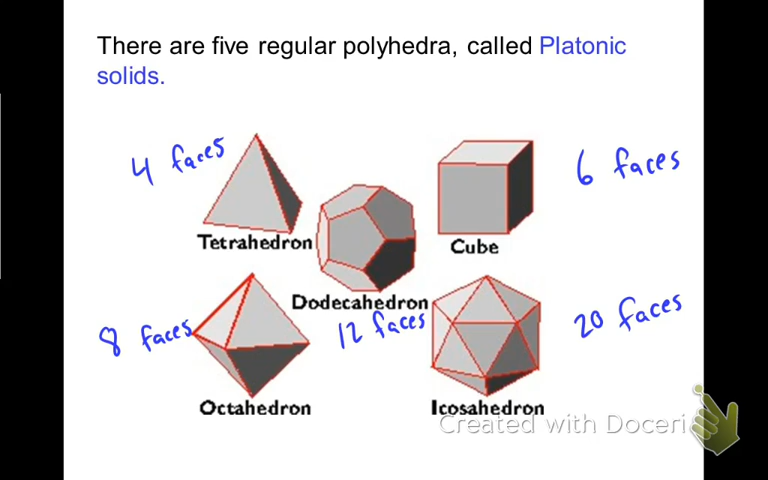 There are five regular polyhedra, called Platonic
solids.
4 faces
6 faces
Tetrahedron
Cube
Dodecahedron
8 faces
12 faces
20 faces
Octahedron
Icosahedron
Created with Doceri